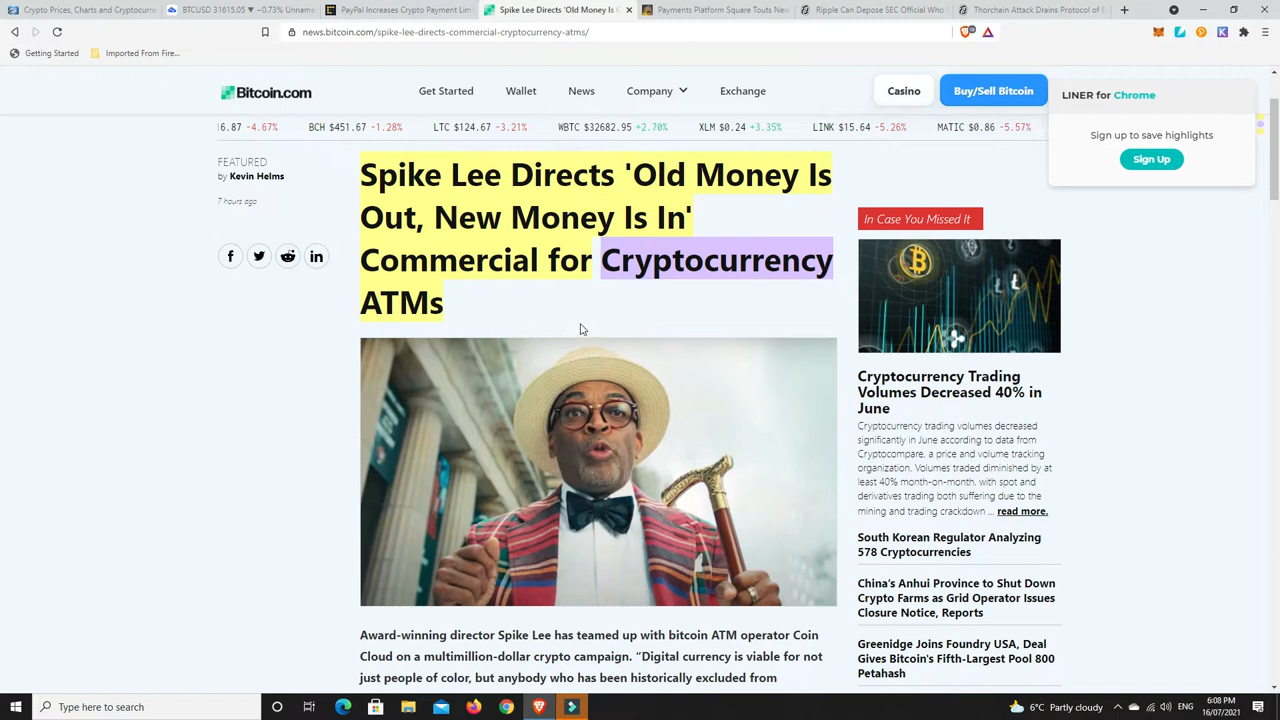 Crypto Prices, Charts and Cryptocurr
BTCUSD 31615.05 ▼ −0.73% Unnam
PayPal Increases Crypto Payment Lim
Spike Lee Directs 'Old Money Is O
Payments Platform Square Touts New
Ripple Can Depose SEC Official Who
Thorchain Attack Drains Protocol of
news.bitcoin.com/spike-lee-directs-commercial-cryptocurrency-atms/
Getting Started
Imported From Fire...
Bitcoin.com
Get Started
Wallet
News
Company
Exchange
Casino
Buy/Sell Bitcoin
LINER for Chrome
Sign up to save highlights
Sign Up
6.87 -4.67% BCH $451.67 -1.28% LTC $124.67 -3.21% WBTC $32682.95 +2.70% XLM $0.24 +3.35% LINK $15.64 -5.26% MATIC $0.86 -5.57%
FEATURED
by Kevin Helms
7 hours ago
Spike Lee Directs 'Old Money Is
Out, New Money Is In'
Commercial for Cryptocurrency
ATMs
In Case You Missed It
Cryptocurrency Trading
Volumes Decreased 40% in
June
Cryptocurrency trading volumes decreased
significantly in June according to data from
Cryptocompare, a price and volume tracking
organization. Volumes traded diminished by at
least 40% month-on-month, with spot and
derivatives trading both suffering due to the
mining and trading crackdown ... read more.
South Korean Regulator Analyzing
578 Cryptocurrencies
China's Anhui Province to Shut Down
Crypto Farms as Grid Operator Issues
Closure Notice, Reports
Greenidge Joins Foundry USA, Deal
Gives Bitcoin's Fifth-Largest Pool 800
Petahash
Award-winning director Spike Lee has teamed up with bitcoin ATM operator Coin
Cloud on a multimillion-dollar crypto campaign. “Digital currency is viable for not
just people of color, but anybody who has been historically excluded from
Type here to search
6°C Partly cloudy
ENG
6:08 PM
16/07/2021